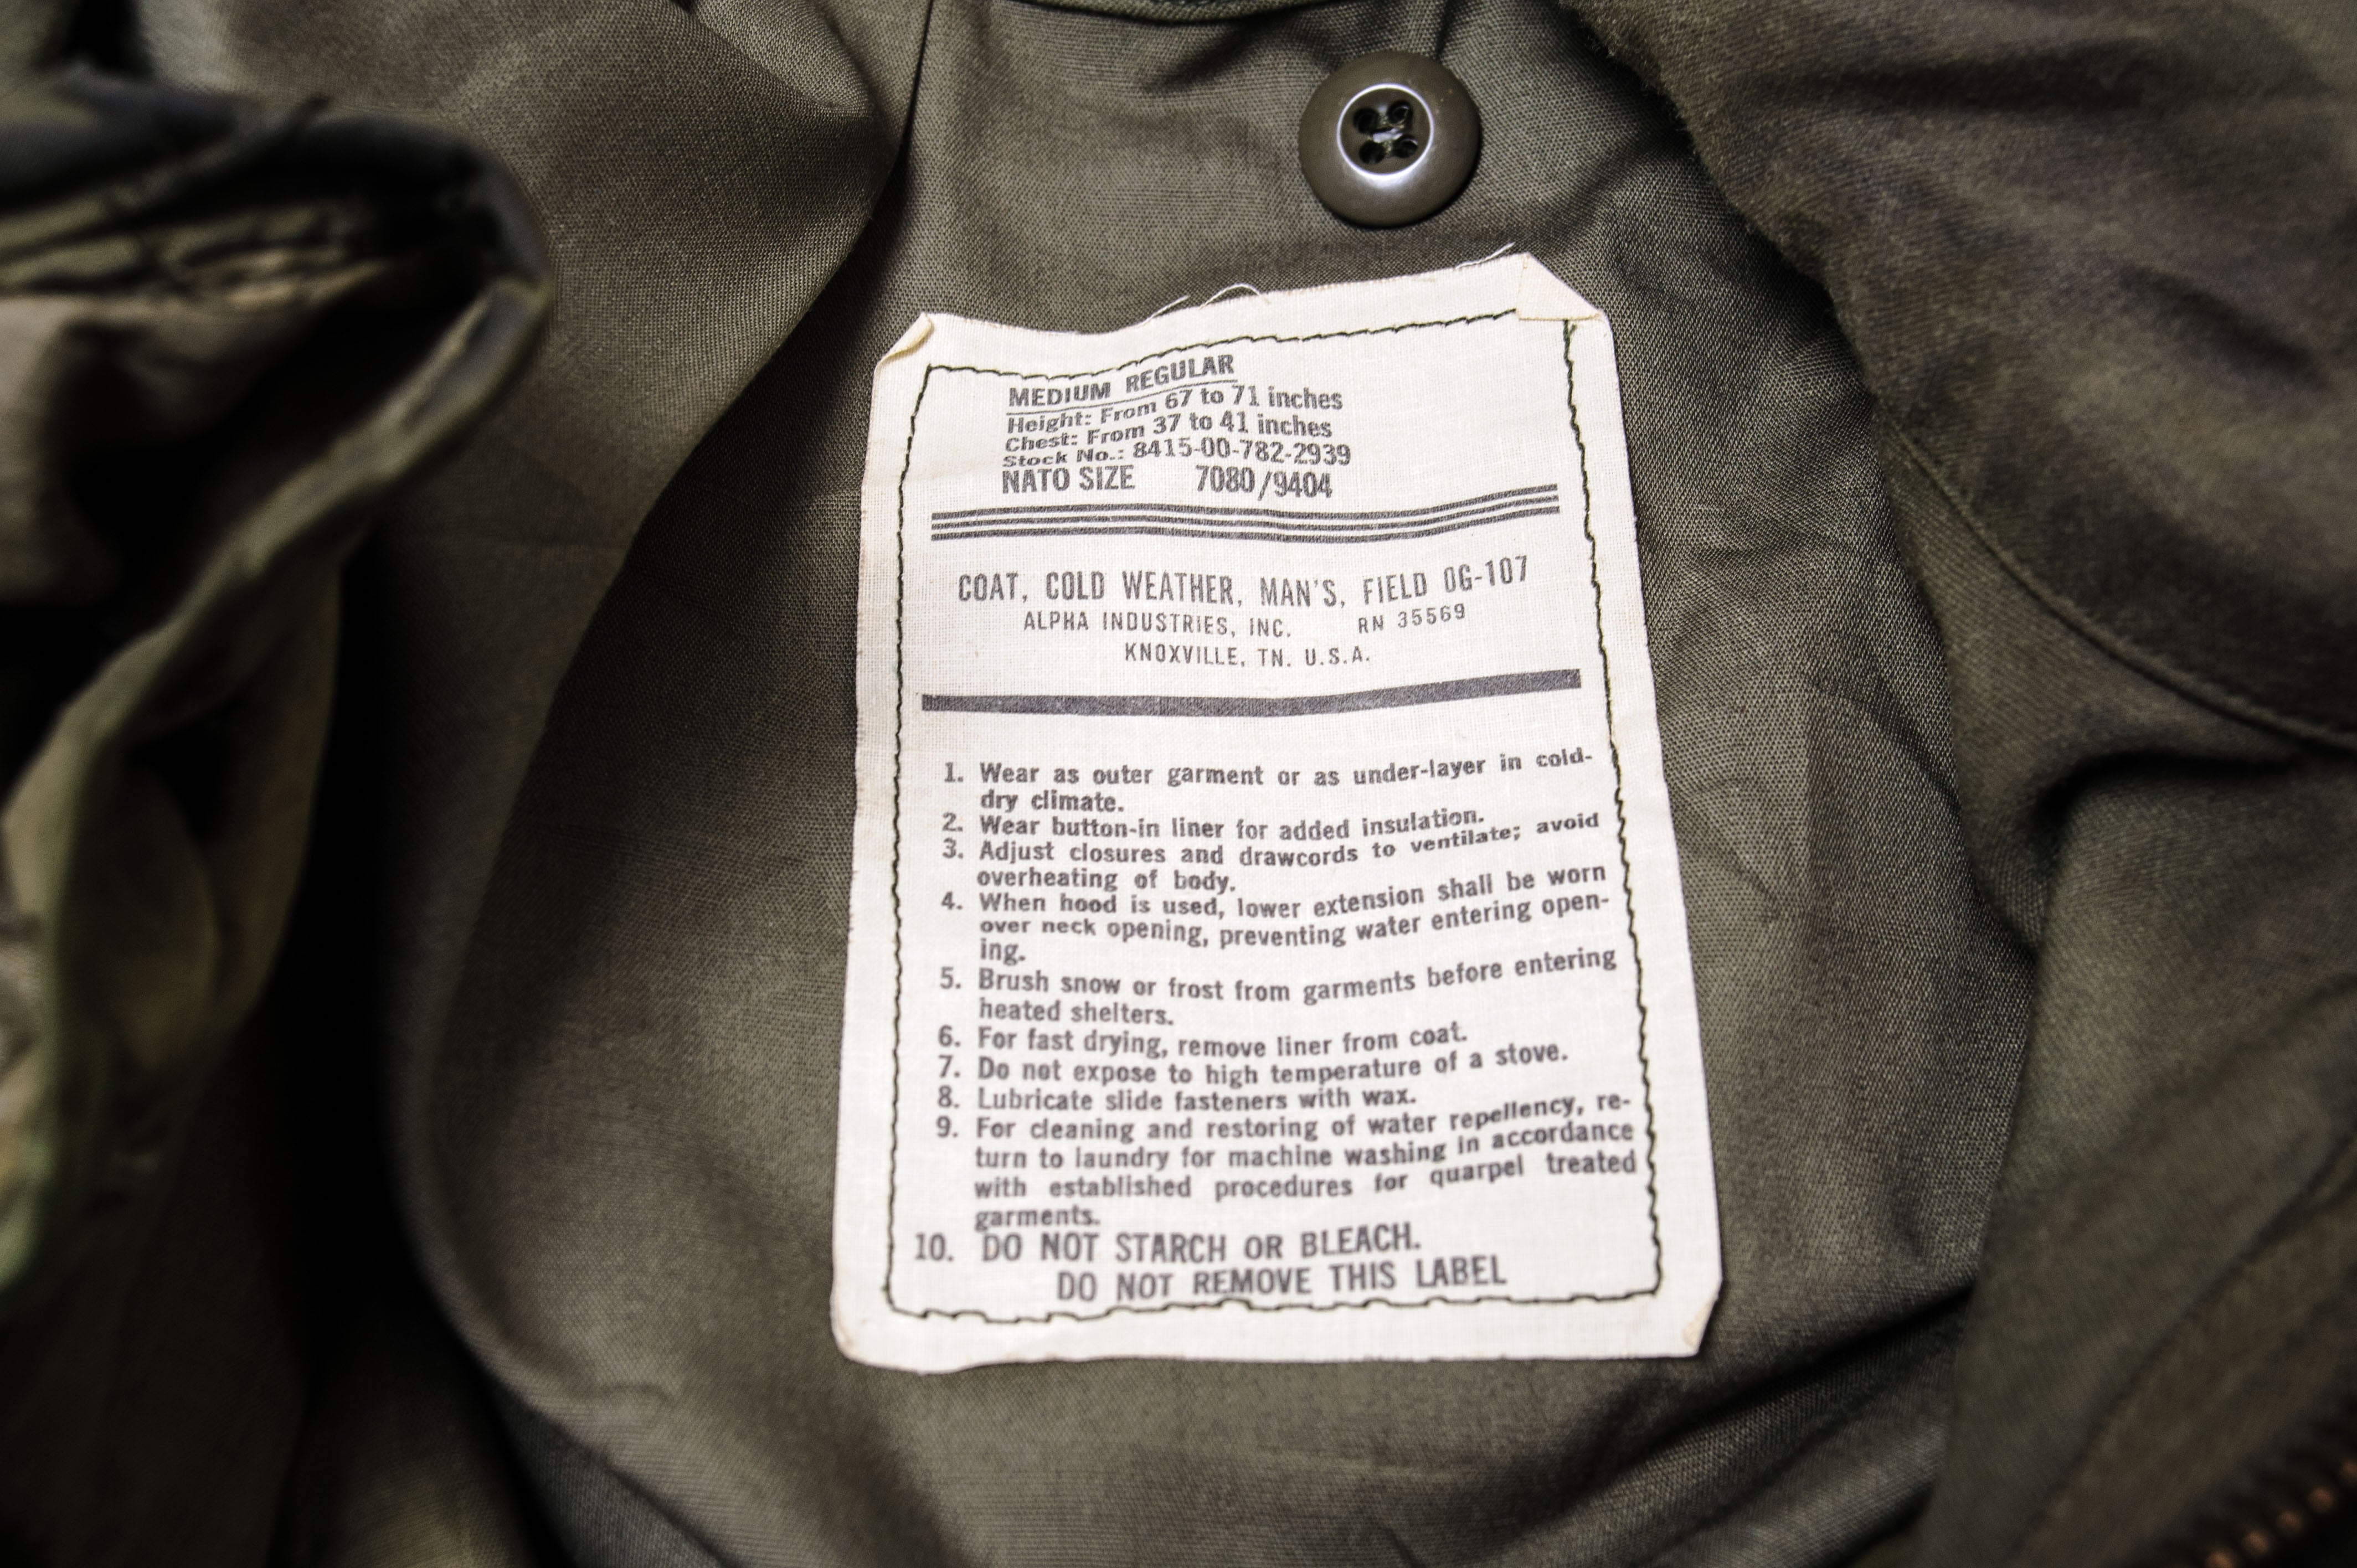 MEDIUM REGULAR
Height: From 67 to 71 inches
Chest: From 37 to 41 inches
Stock No.: 8415-00-782-2939
NATO SIZE 7080/9404
COAT, COLD WEATHER, MAN'S, FIELD OG-107
ALPHA INDUSTRIES, INC. RN 35569
KNOXVILLE, TN. U.S.A.
1. Wear as outer garment or as under-layer in cold-
dry climate.
2. Wear button-in liner for added insulation.
3. Adjust closures and drawcords to ventilate; avoid
overheating of body.
4. When hood is used, lower extension shall be worn
over neck opening, preventing water entering open-
ing.
5. Brush snow or frost from garments before entering
heated shelters.
6. For fast drying, remove liner from coat.
7. Do not expose to high temperature of a stove.
8. Lubricate slide fasteners with wax.
9. For cleaning and restoring of water repellency, re-
turn to laundry for machine washing in accordance
with established procedures for quarpel treated
garments.
10. DO NOT STARCH OR BLEACH.
DO NOT REMOVE THIS LABEL